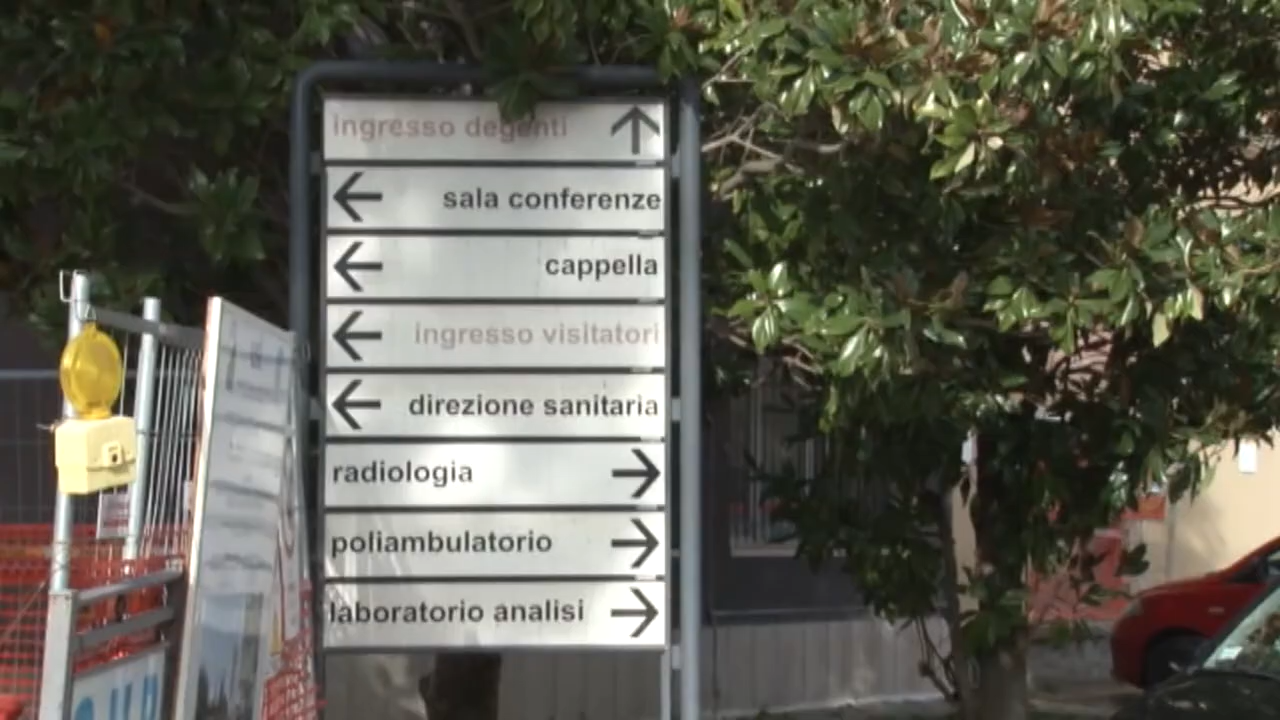 ingresso degenti
sala conferenze
cappella
ingresso visitatori
direzione sanitaria
radiologia
poliambulatorio
laboratorio analisi